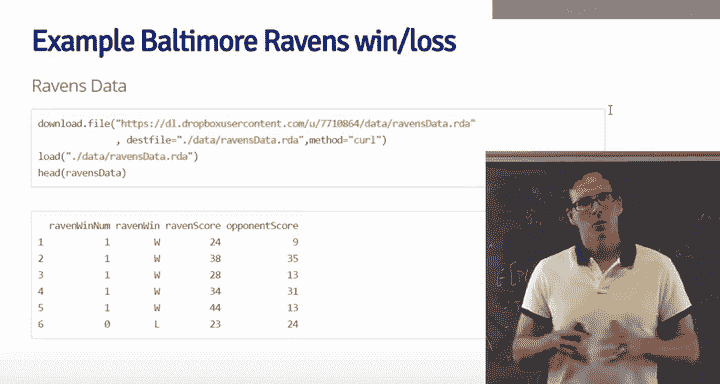 Example Baltimore Ravens win/loss
Ravens Data
download.file("https://dl.dropboxusercontent.com/u/7710864/data/ravensData.rda"
, destfile="./data/ravensData.rda",method="curl")
load("./data/ravensData.rda")
head(ravensData)
ravenWinNum ravenWin ravenScore opponentScore
1 1 W 24 9
2 1 W 38 35
3 1 W 28 13
4 1 W 34 31
5 1 W 44 13
6 0 L 23 24